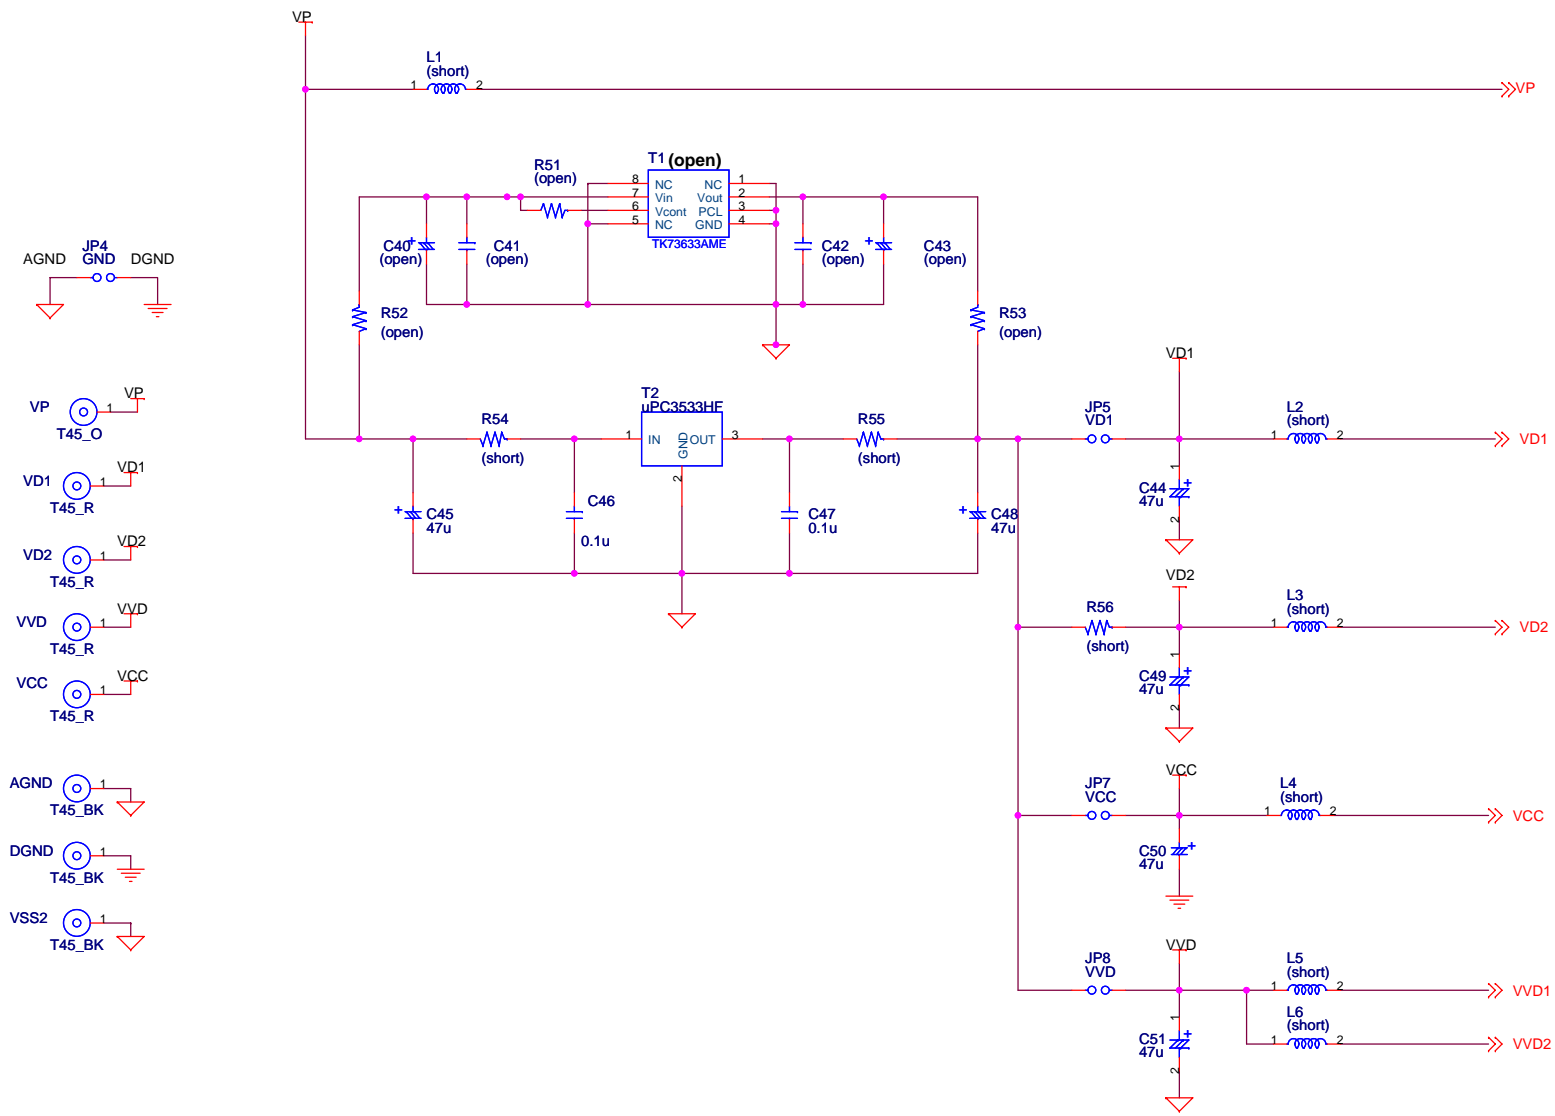 VP
L1
(short)
1
2
VP
T1 (open)
R51
(open)
8
7
6
5
NC
Vin
Vcont
NC
NC
Vout
PCL
GND
1
2
3
4
TK73633AME
C40
(open)
C41
(open)
C42
(open)
C43
(open)
R52
(open)
R53
(open)
JP4
AGND
GND
DGND
VP
VP
1
T45_O
VD1
VD1
1
T45_R
VD2
VD2
1
T45_R
VVD
VVD
1
T45_R
VCC
VCC
1
T45_R
AGND
1
T45_BK
DGND
1
T45_BK
VSS2
1
T45_BK
T2
uPC3533HF
R54
(short)
1
IN
GND
OUT
3
2
R55
(short)
C45
47u
C46
0.1u
C47
0.1u
C48
47u
VD1
JP5
VD1
L2
(short)
1
2
VD1
1
C44
47u
2
VD2
R56
(short)
L3
(short)
1
2
VD2
1
C49
47u
2
VCC
JP7
VCC
L4
(short)
1
2
VCC
C50
47u
VVD
JP8
VVD
L5
(short)
1
2
VVD1
L6
(short)
1
2
VVD2
1
C51
47u
2